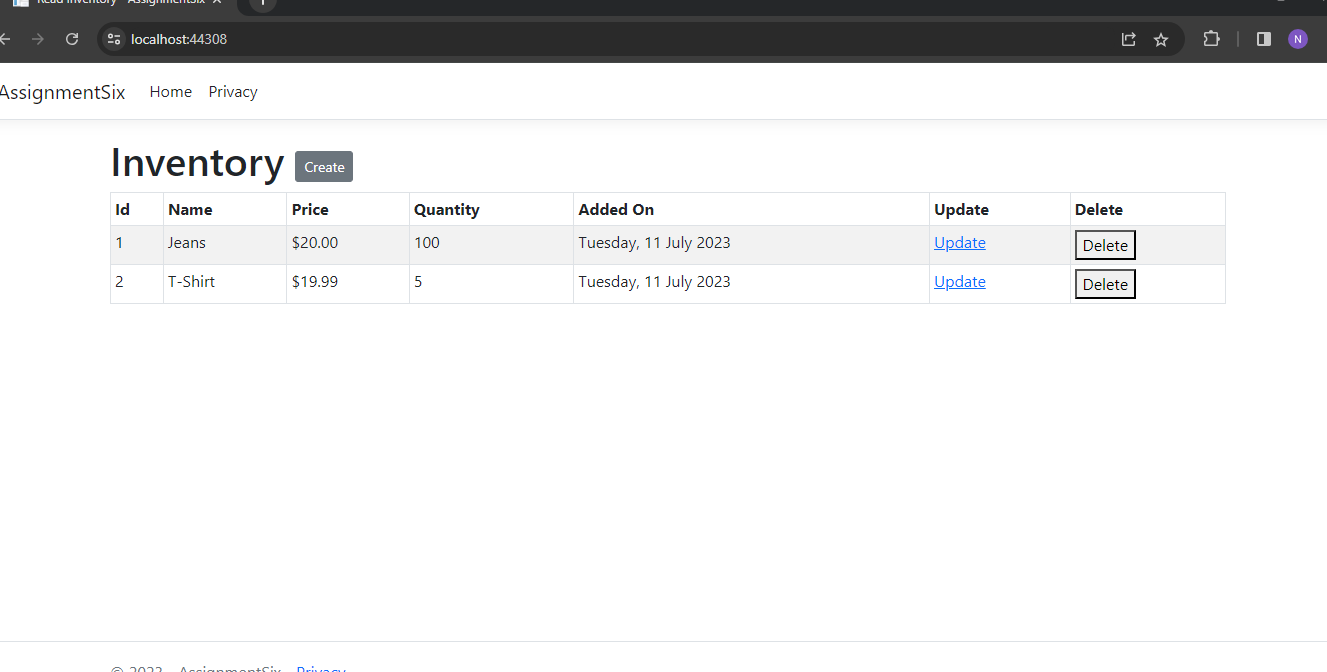 Read Inventory - AssignmentSix
localhost:44308
N
AssignmentSix Home Privacy
Inventory Create
Id Name Price Quantity Added On Update Delete
1 Jeans $20.00 100 Tuesday, 11 July 2023 Update Delete
2 T-Shirt $19.99 5 Tuesday, 11 July 2023 Update Delete
© 2023 - AssignmentSix - Privacy